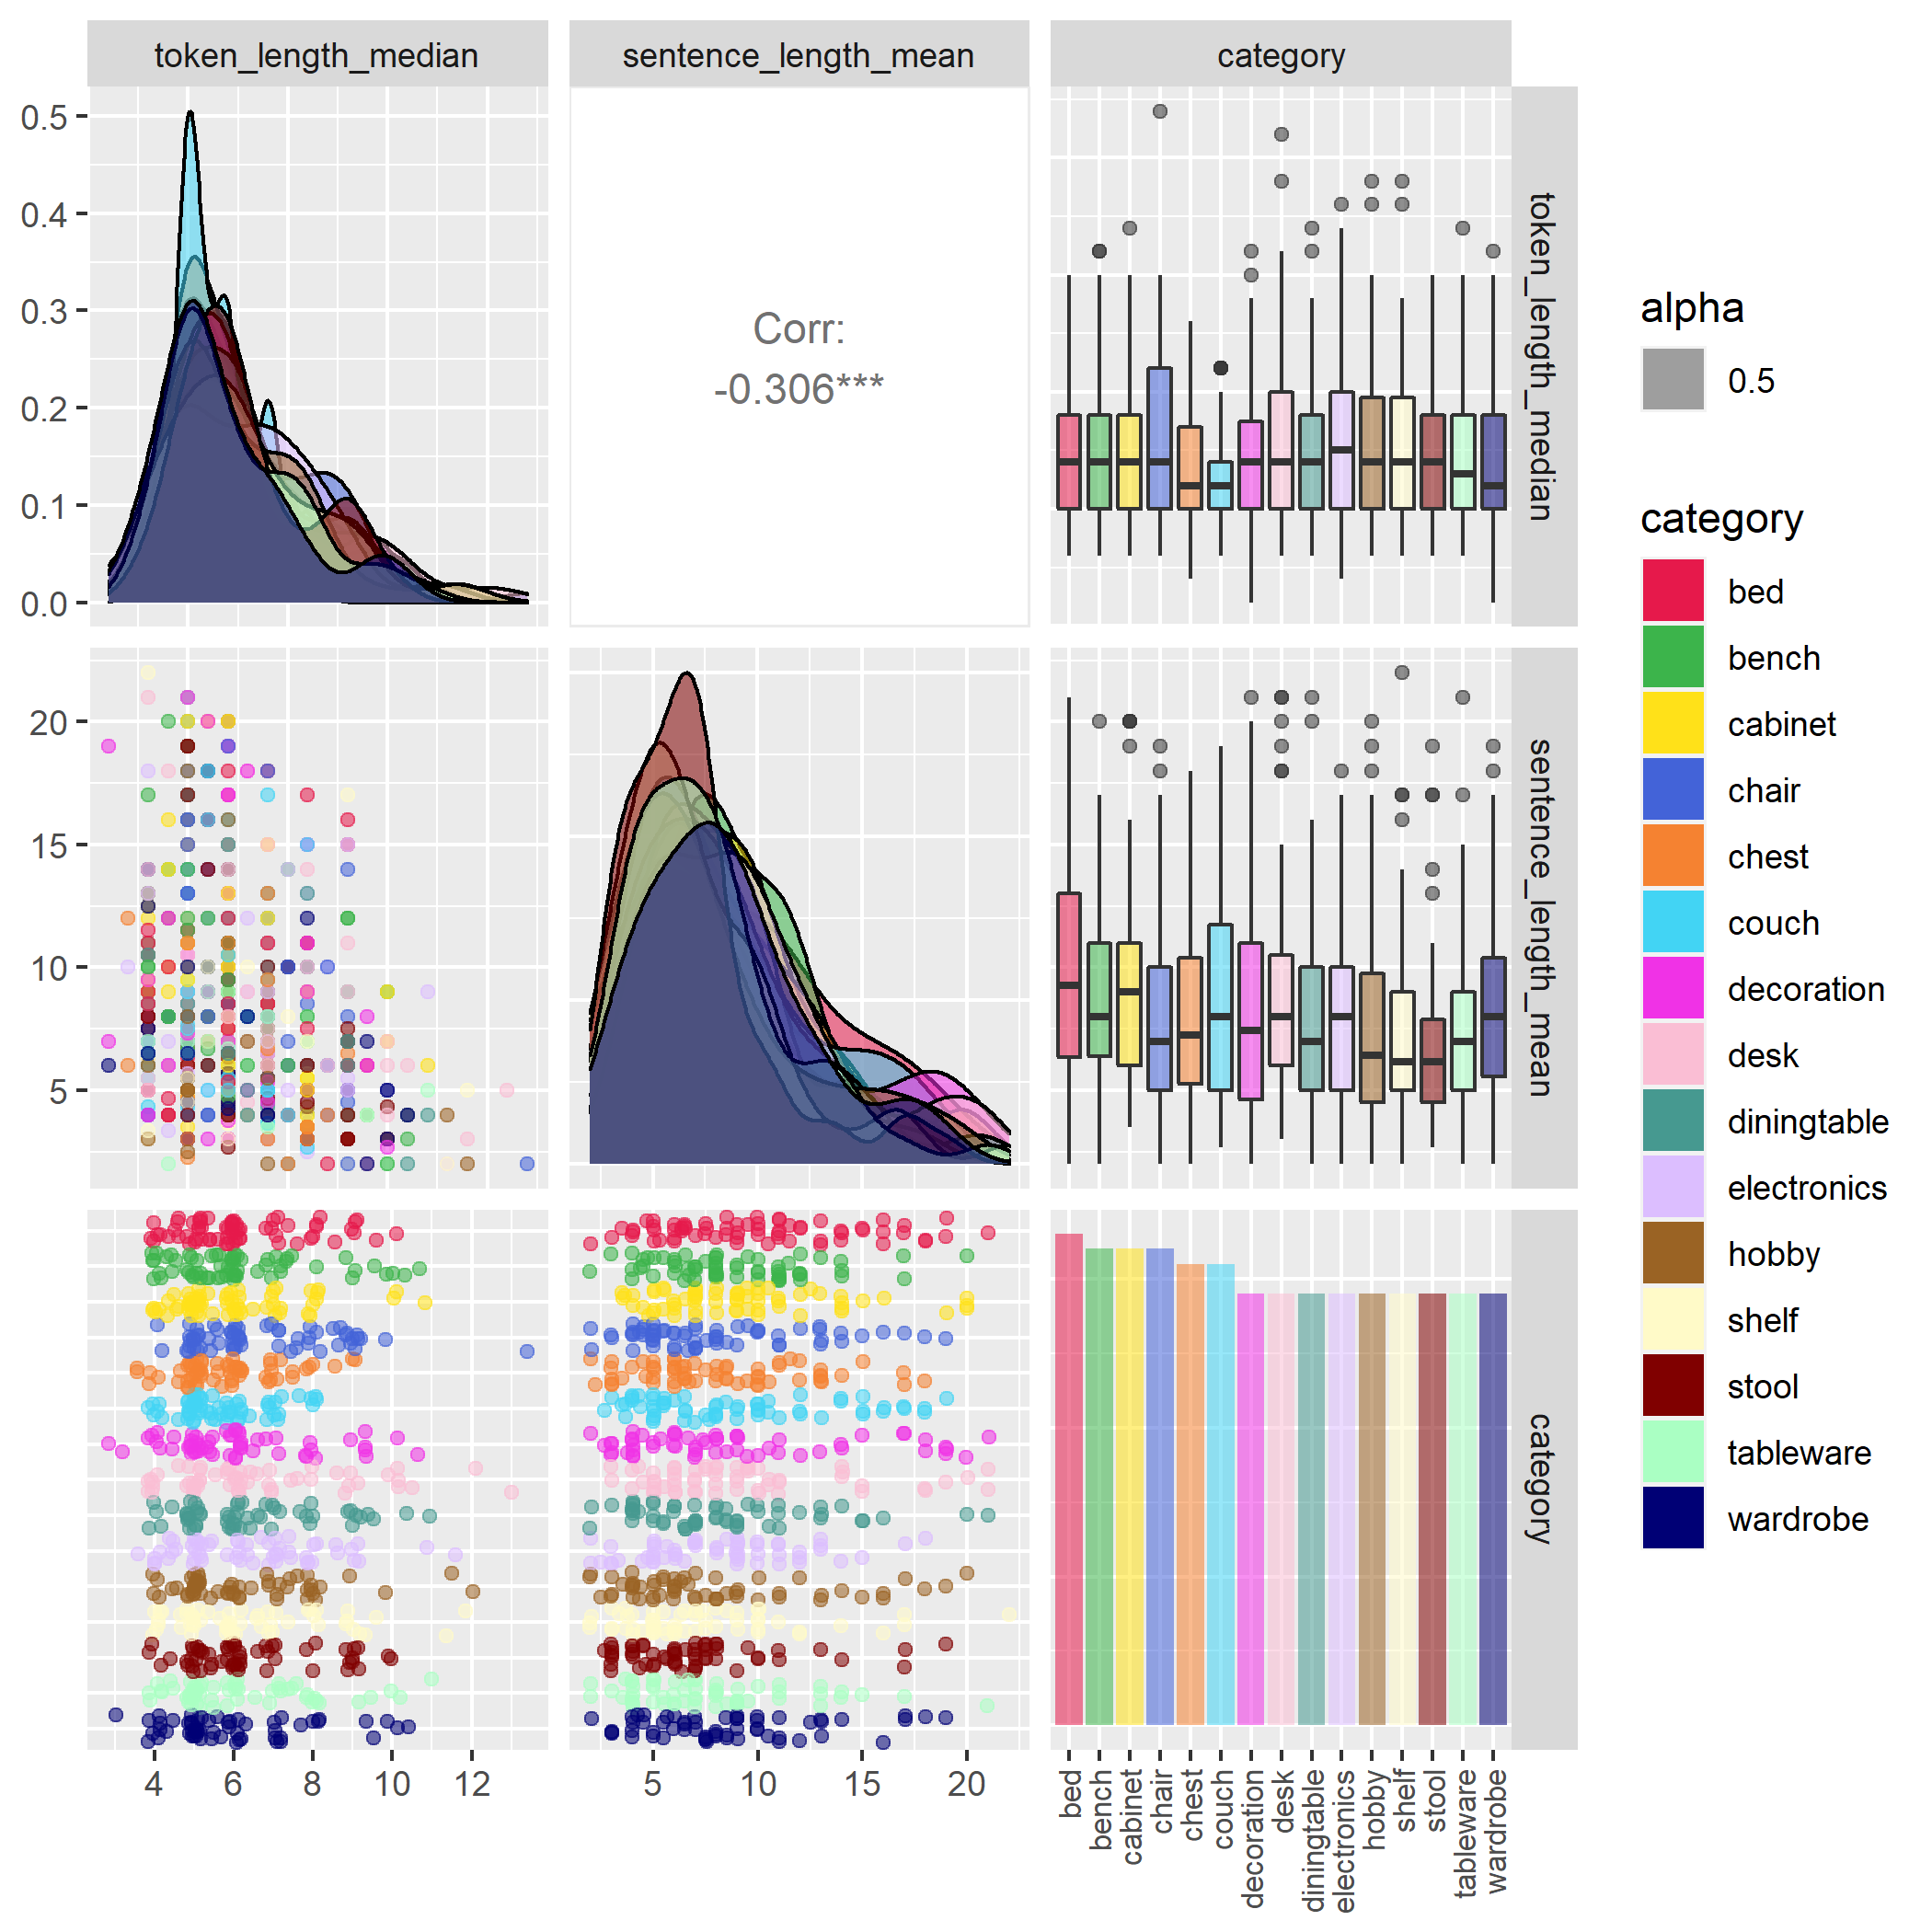 token_length_median sentence_length_mean category
0.5
0.4
0.3
0.2
0.1
0.0
Corr:
-0.306***
token_length_median
20
15
10
5
sentence_length_mean
category
4 6 8 10 12
5 10 15 20
bed
bench
cabinet
chair
chest
couch
decoration
desk
diningtable
electronics
hobby
shelf
stool
tableware
wardrobe
alpha
0.5
category
bed
bench
cabinet
chair
chest
couch
decoration
desk
diningtable
electronics
hobby
shelf
stool
tableware
wardrobe